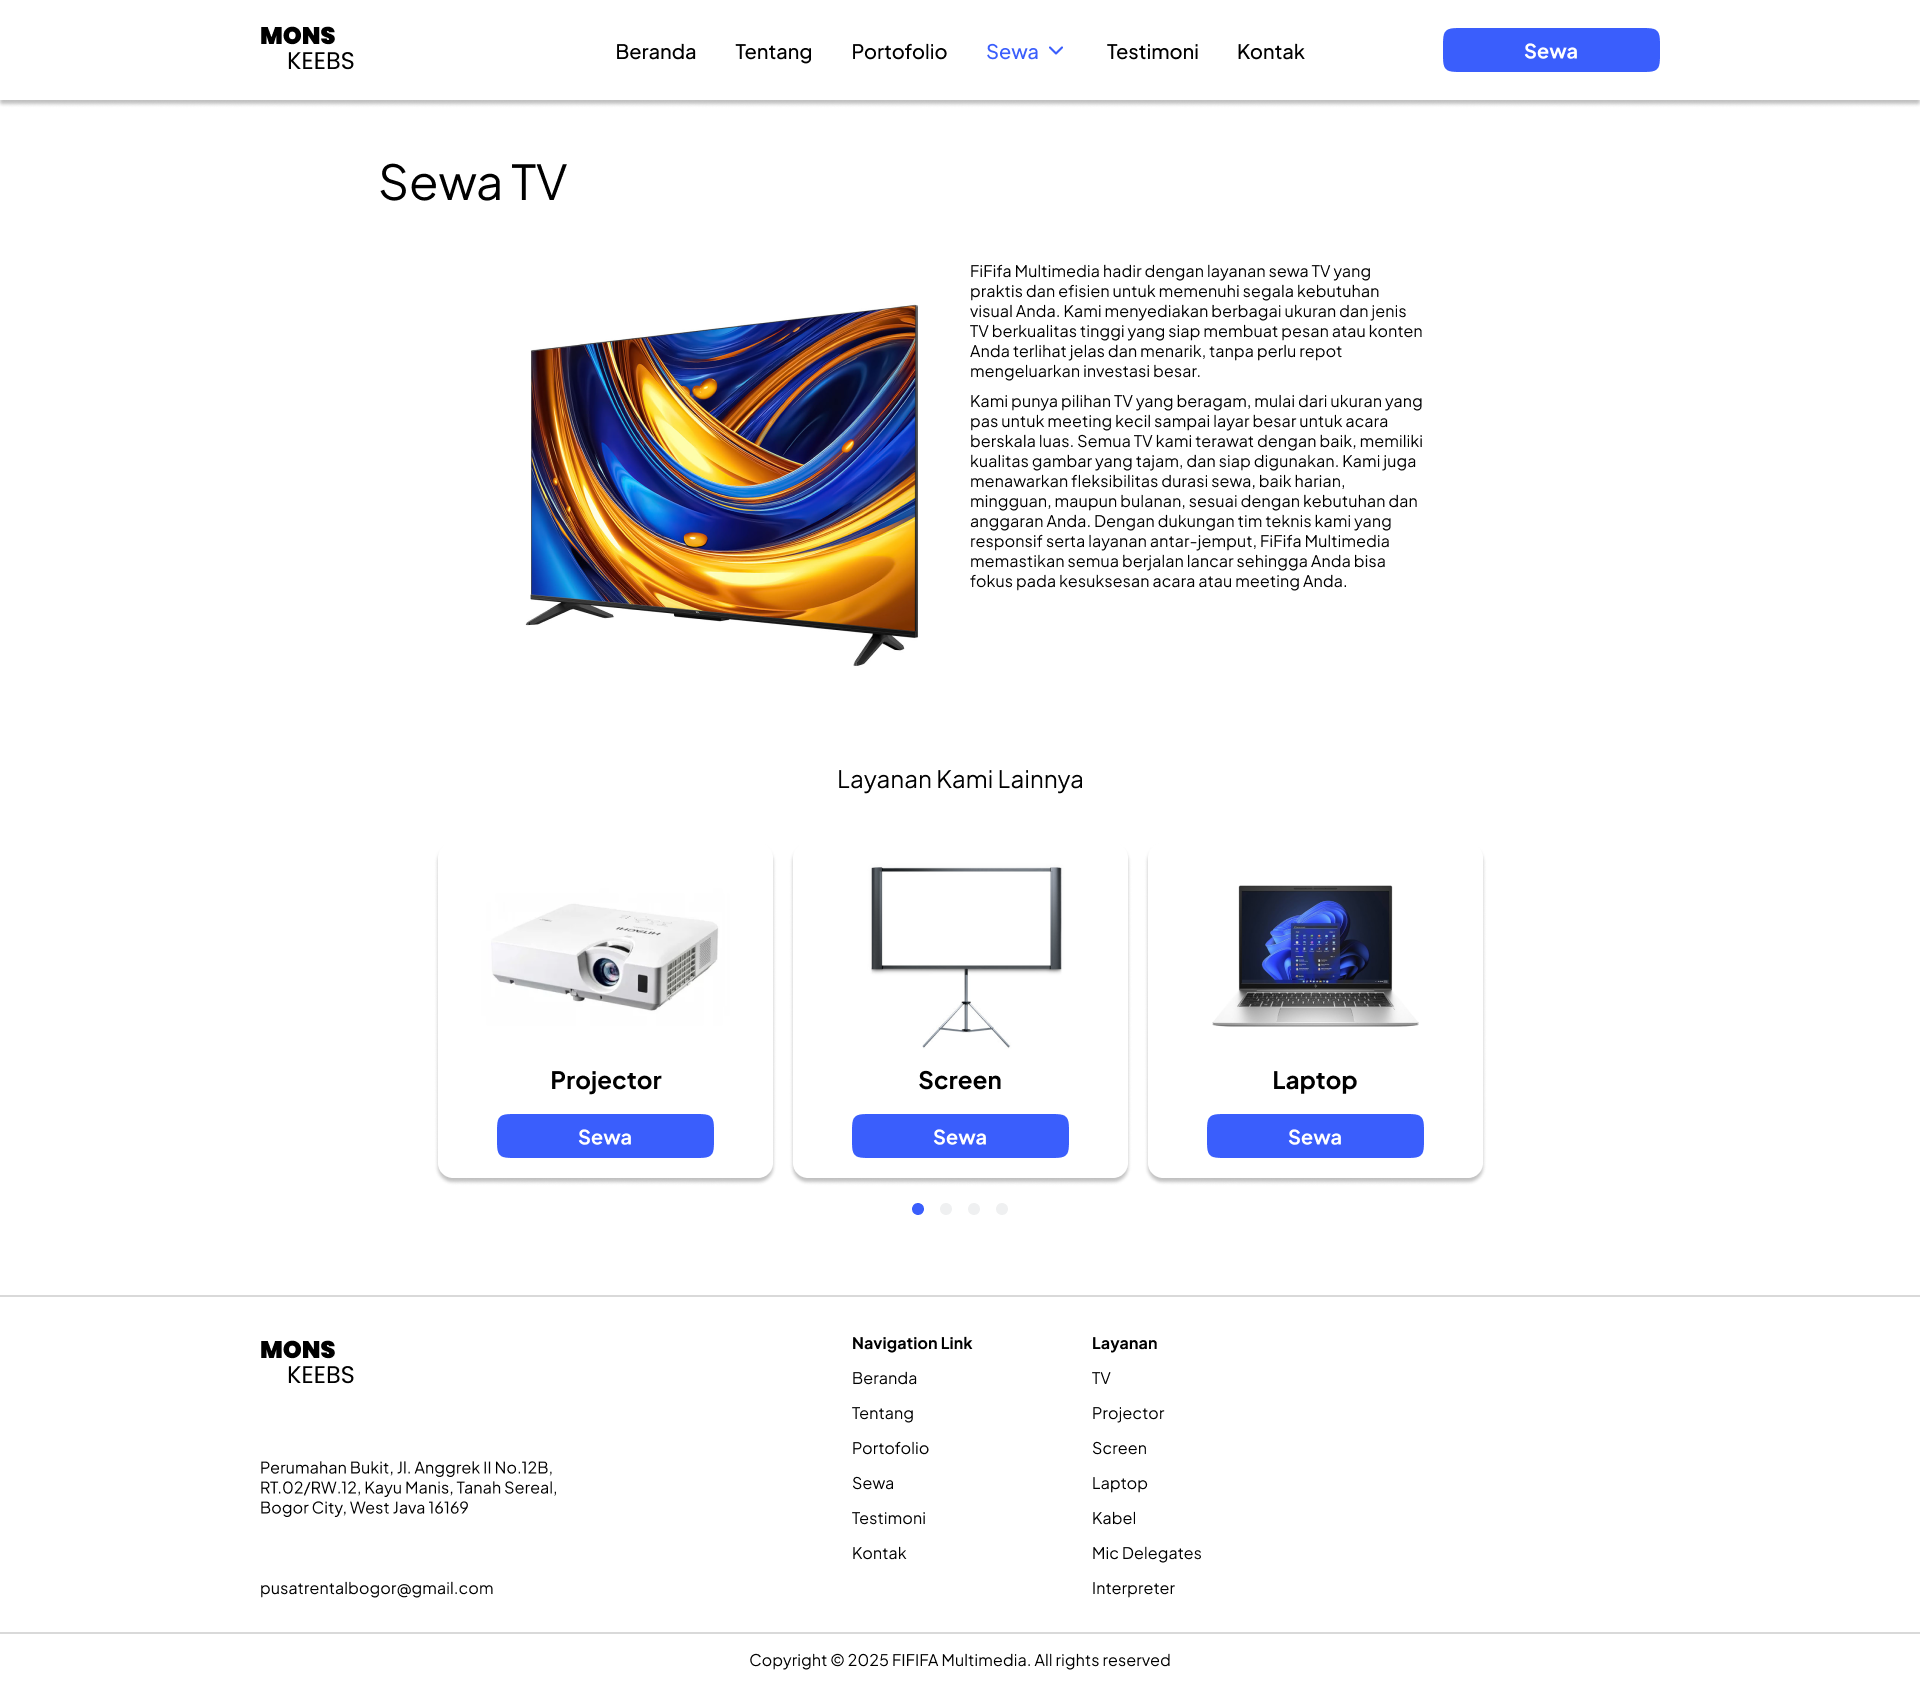 MONS
KEEBS
Beranda
Tentang
Portofolio
Sewa
Testimoni
Kontak
Sewa
Sewa TV
FiFifa Multimedia hadir dengan layanan sewa TV yang
praktis dan efisien untuk memenuhi segala kebutuhan
visual Anda. Kami menyediakan berbagai ukuran dan jenis
TV berkualitas tinggi yang siap membuat pesan atau konten
Anda terlihat jelas dan menarik, tanpa perlu repot
mengeluarkan investasi besar.
Kami punya pilihan TV yang beragam, mulai dari ukuran yang
pas untuk meeting kecil sampai layar besar untuk acara
berskala luas. Semua TV kami terawat dengan baik, memiliki
kualitas gambar yang tajam, dan siap digunakan. Kami juga
menawarkan fleksibilitas durasi sewa, baik harian,
mingguan, maupun bulanan, sesuai dengan kebutuhan dan
anggaran Anda. Dengan dukungan tim teknis kami yang
responsif serta layanan antar-jemput, FiFifa Multimedia
memastikan semua berjalan lancar sehingga Anda bisa
fokus pada kesuksesan acara atau meeting Anda.
Layanan Kami Lainnya
HITACHI
Projector
Sewa
Screen
Sewa
Laptop
Sewa
MONS
KEEBS
Perumahan Bukit, Jl. Anggrek II No.12B,
RT.02/RW.12, Kayu Manis, Tanah Sereal,
Bogor City, West Java 16169
pusatrentalbogor@gmail.com
Navigation Link
Beranda
Tentang
Portofolio
Sewa
Testimoni
Kontak
Layanan
TV
Projector
Screen
Laptop
Kabel
Mic Delegates
Interpreter
Copyright © 2025 FIFIFA Multimedia. All rights reserved